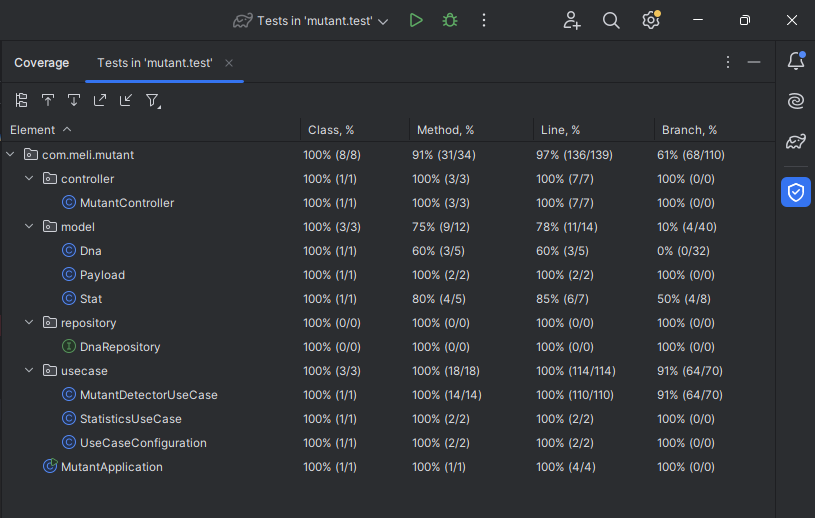 Tests in 'mutant.test'
Coverage Tests in 'mutant.test'
Element Class, % Method, % Line, % Branch, %
com.meli.mutant 100% (8/8) 91% (31/34) 97% (136/139) 61% (68/110)
controller 100% (1/1) 100% (3/3) 100% (7/7) 100% (0/0)
MutantController 100% (1/1) 100% (3/3) 100% (7/7) 100% (0/0)
model 100% (3/3) 75% (9/12) 78% (11/14) 10% (4/40)
Dna 100% (1/1) 60% (3/5) 60% (3/5) 0% (0/32)
Payload 100% (1/1) 100% (2/2) 100% (2/2) 100% (0/0)
Stat 100% (1/1) 80% (4/5) 85% (6/7) 50% (4/8)
repository 100% (0/0) 100% (0/0) 100% (0/0) 100% (0/0)
DnaRepository 100% (0/0) 100% (0/0) 100% (0/0) 100% (0/0)
usecase 100% (3/3) 100% (18/18) 100% (114/114) 91% (64/70)
MutantDetectorUseCase 100% (1/1) 100% (14/14) 100% (110/110) 91% (64/70)
StatisticsUseCase 100% (1/1) 100% (2/2) 100% (2/2) 100% (0/0)
UseCaseConfiguration 100% (1/1) 100% (2/2) 100% (2/2) 100% (0/0)
MutantApplication 100% (1/1) 100% (1/1) 100% (4/4) 100% (0/0)